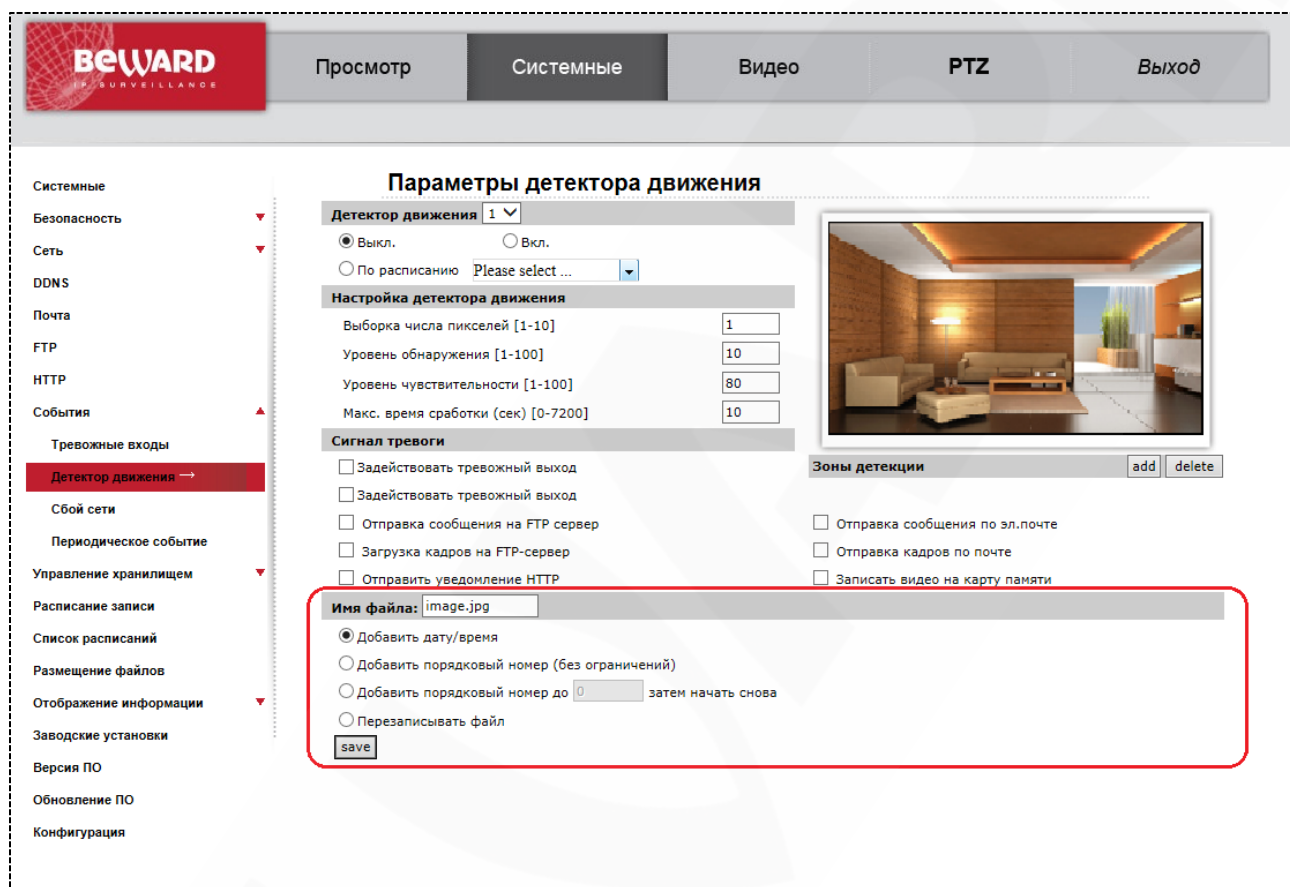 BEWARD
IP SURVEILLANCE
Просмотр
Системные
Видео
PTZ
Выход
Системные
Безопасность
Сеть
DDNS
Почта
FTP
HTTP
События
Тревожные входы
Детектор движения →
Сбой сети
Периодическое событие
Управление хранилищем
Расписание записи
Список расписаний
Размещение файлов
Отображение информации
Заводские установки
Версия ПО
Обновление ПО
Конфигурация
Параметры детектора движения
Детектор движения 1
Выкл. Вкл.
По расписанию Please select ...
Настройка детектора движения
Выборка числа пикселей [1-10] 1
Уровень обнаружения [1-100] 10
Уровень чувствительности [1-100] 80
Макс. время сработки (сек) [0-7200] 10
Сигнал тревоги
Зоны детекции add delete
Задействовать тревожный выход
Задействовать тревожный выход
Отправка сообщения на FTP сервер Отправка сообщения по эл.почте
Загрузка кадров на FTP-сервер Отправка кадров по почте
Отправить уведомление HTTP Записать видео на карту памяти
Имя файла: image.jpg
Добавить дату/время
Добавить порядковый номер (без ограничений)
Добавить порядковый номер до 0 затем начать снова
Перезаписывать файл
save